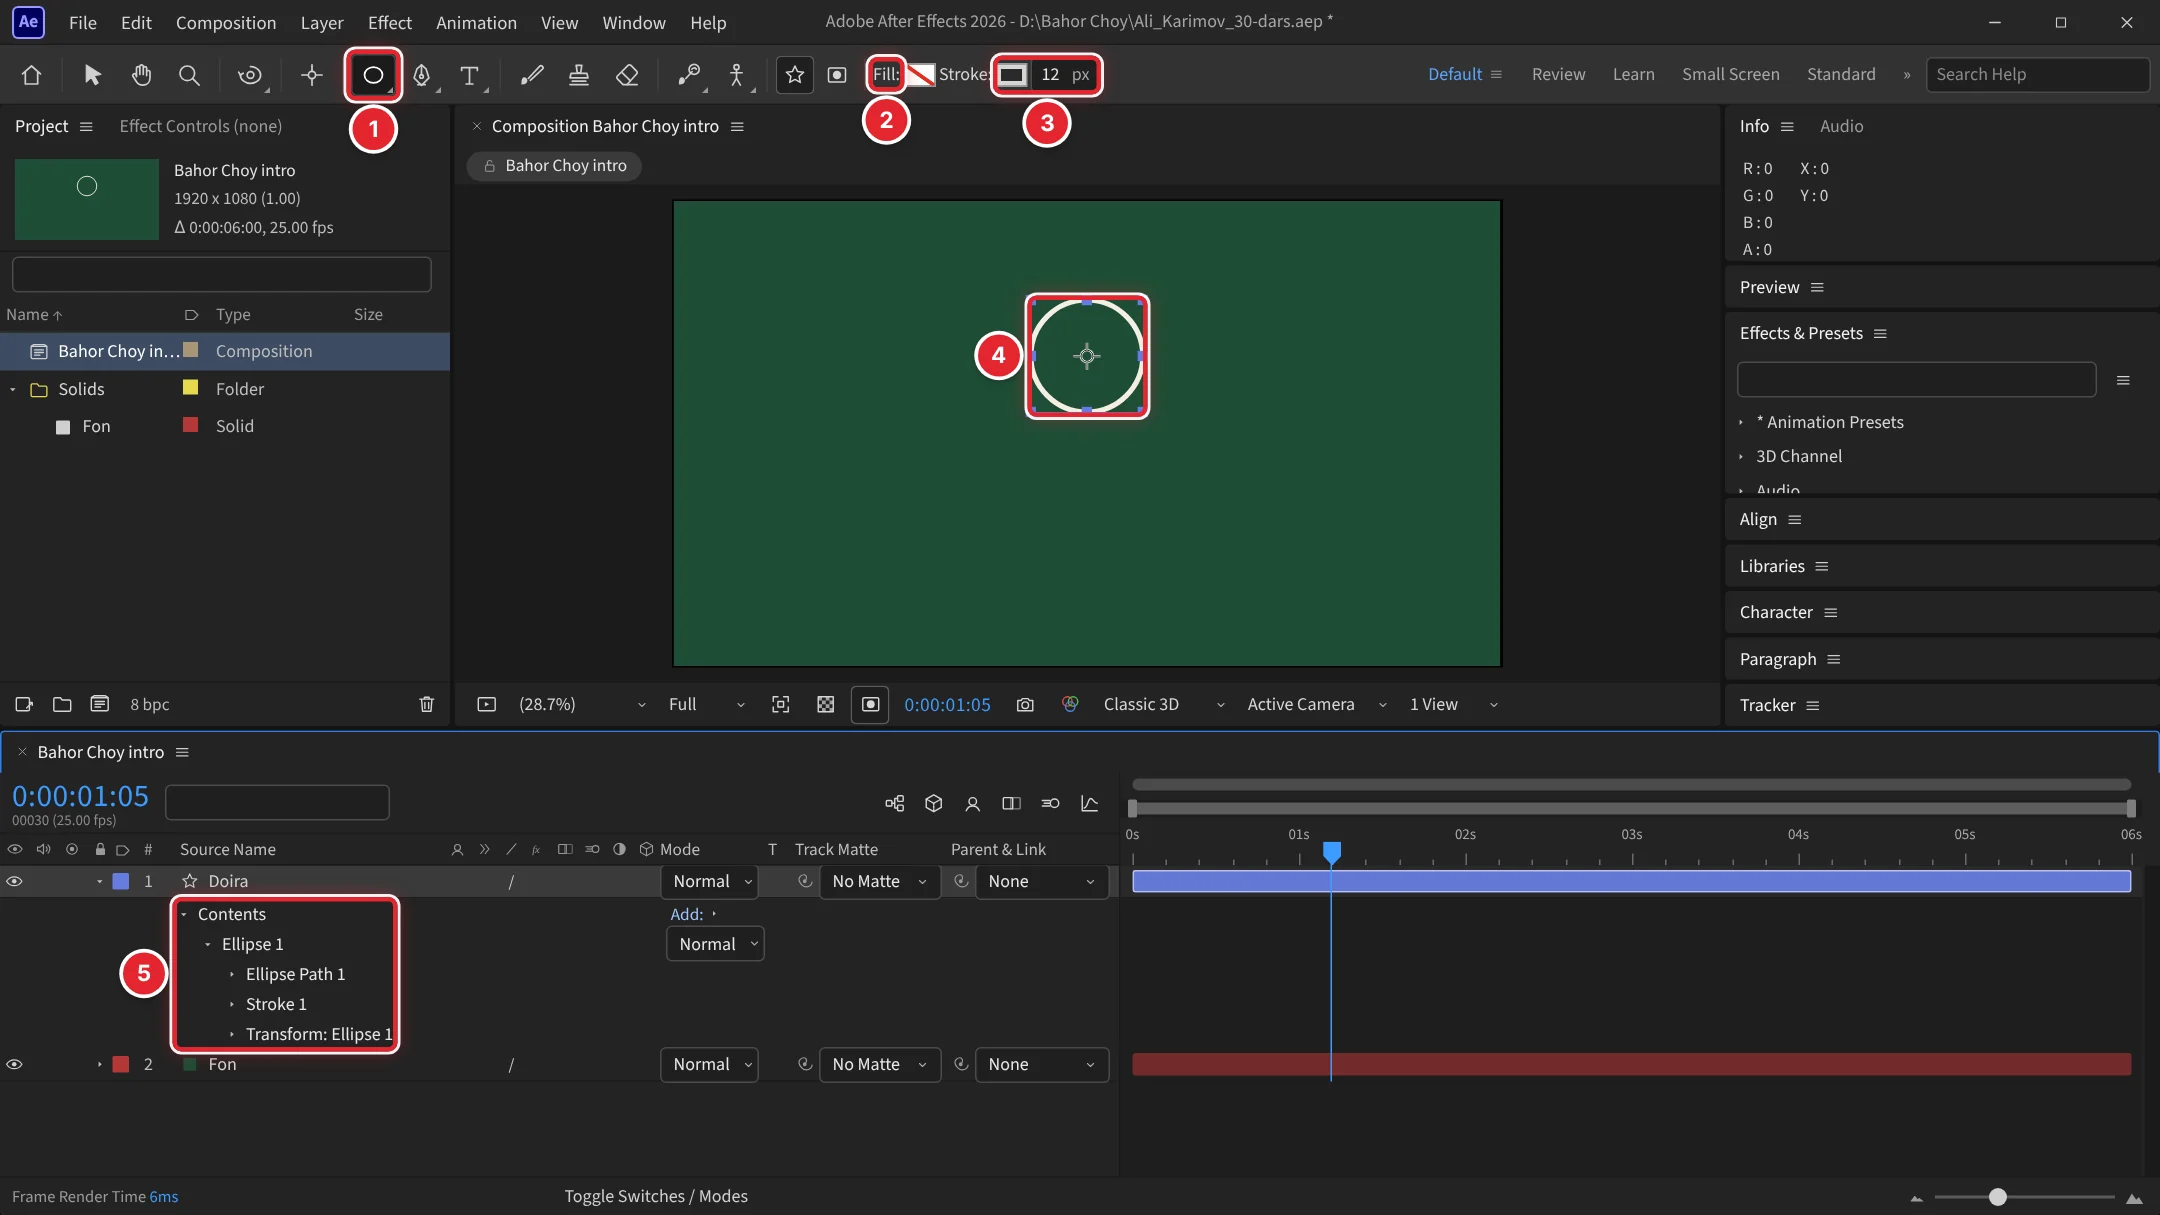 Ae File Edit Composition Layer Effect Animation View Window Help Adobe After Effects 2026 - D:\Bahor Choy\Ali_Karimov_30-dars.aep *
T Fill: Stroke: 12 px Default Review Learn Small Screen Standard » Search Help
1 2 3
Project Effect Controls (none)
Bahor Choy intro
1920 x 1080 (1.00)
Δ 0:00:06:00, 25.00 fps
Name Type Size
Bahor Choy in... Composition
Solids Folder
Fon Solid
8 bpc
× Composition Bahor Choy intro
Bahor Choy intro
4
(28.7%) Full 0:00:01:05 Classic 3D Active Camera 1 View
Info Audio
R : 0 X : 0
G : 0 Y : 0
B : 0
A : 0
Preview
Effects & Presets
* Animation Presets
3D Channel
Audio
Align
Libraries
Character
Paragraph
Tracker
× Bahor Choy intro
0:00:01:05
00030 (25.00 fps)
0s 01s 02s 03s 04s 05s 06s
# Source Name fx Mode T Track Matte Parent & Link
1 Doira / Normal No Matte None
Contents Add:
Ellipse 1 Normal
5
Ellipse Path 1
Stroke 1
Transform: Ellipse 1
2 Fon / Normal No Matte None
Frame Render Time 6ms Toggle Switches / Modes